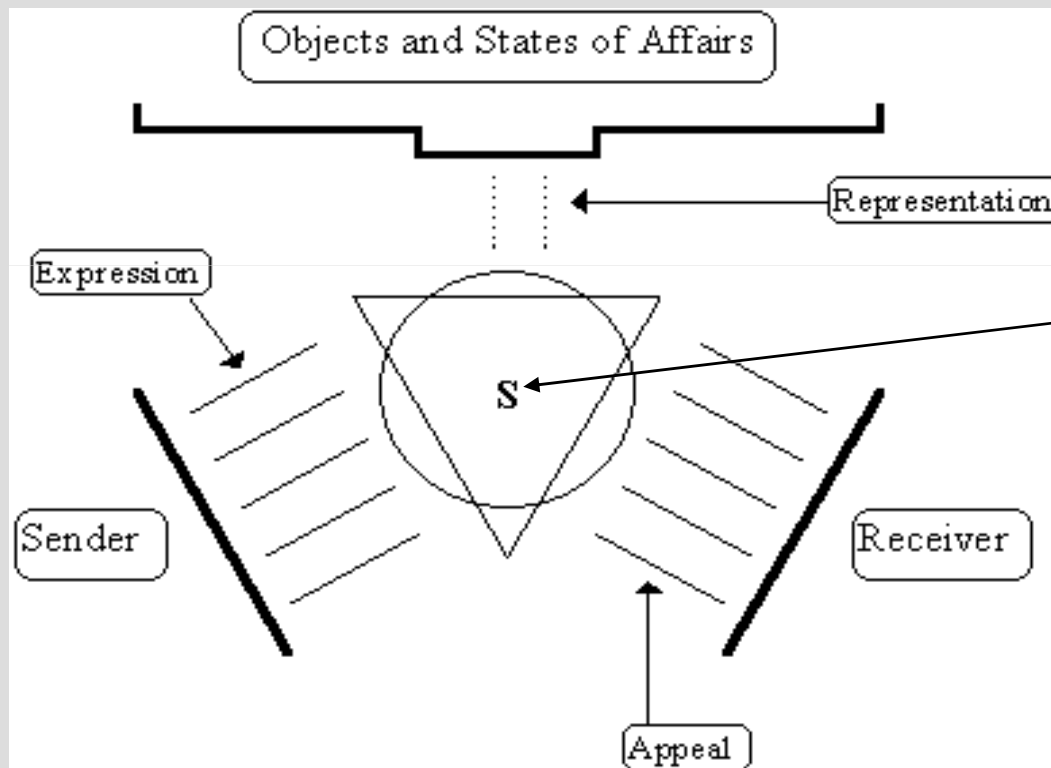 Objects and States of Affairs
Representation
Expression
S
Sender
Receiver
Appeal